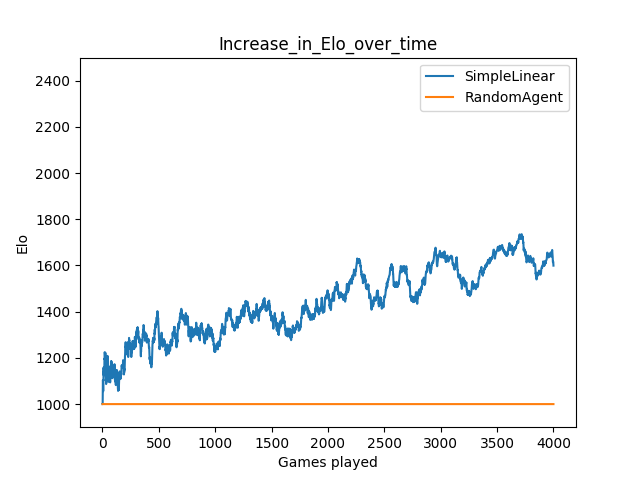 Increase_in_Elo_over_time
SimpleLinear
RandomAgent
2400
2200
2000
1800
1600
1400
1200
1000
Elo
0 500 1000 1500 2000 2500 3000 3500 4000
Games played